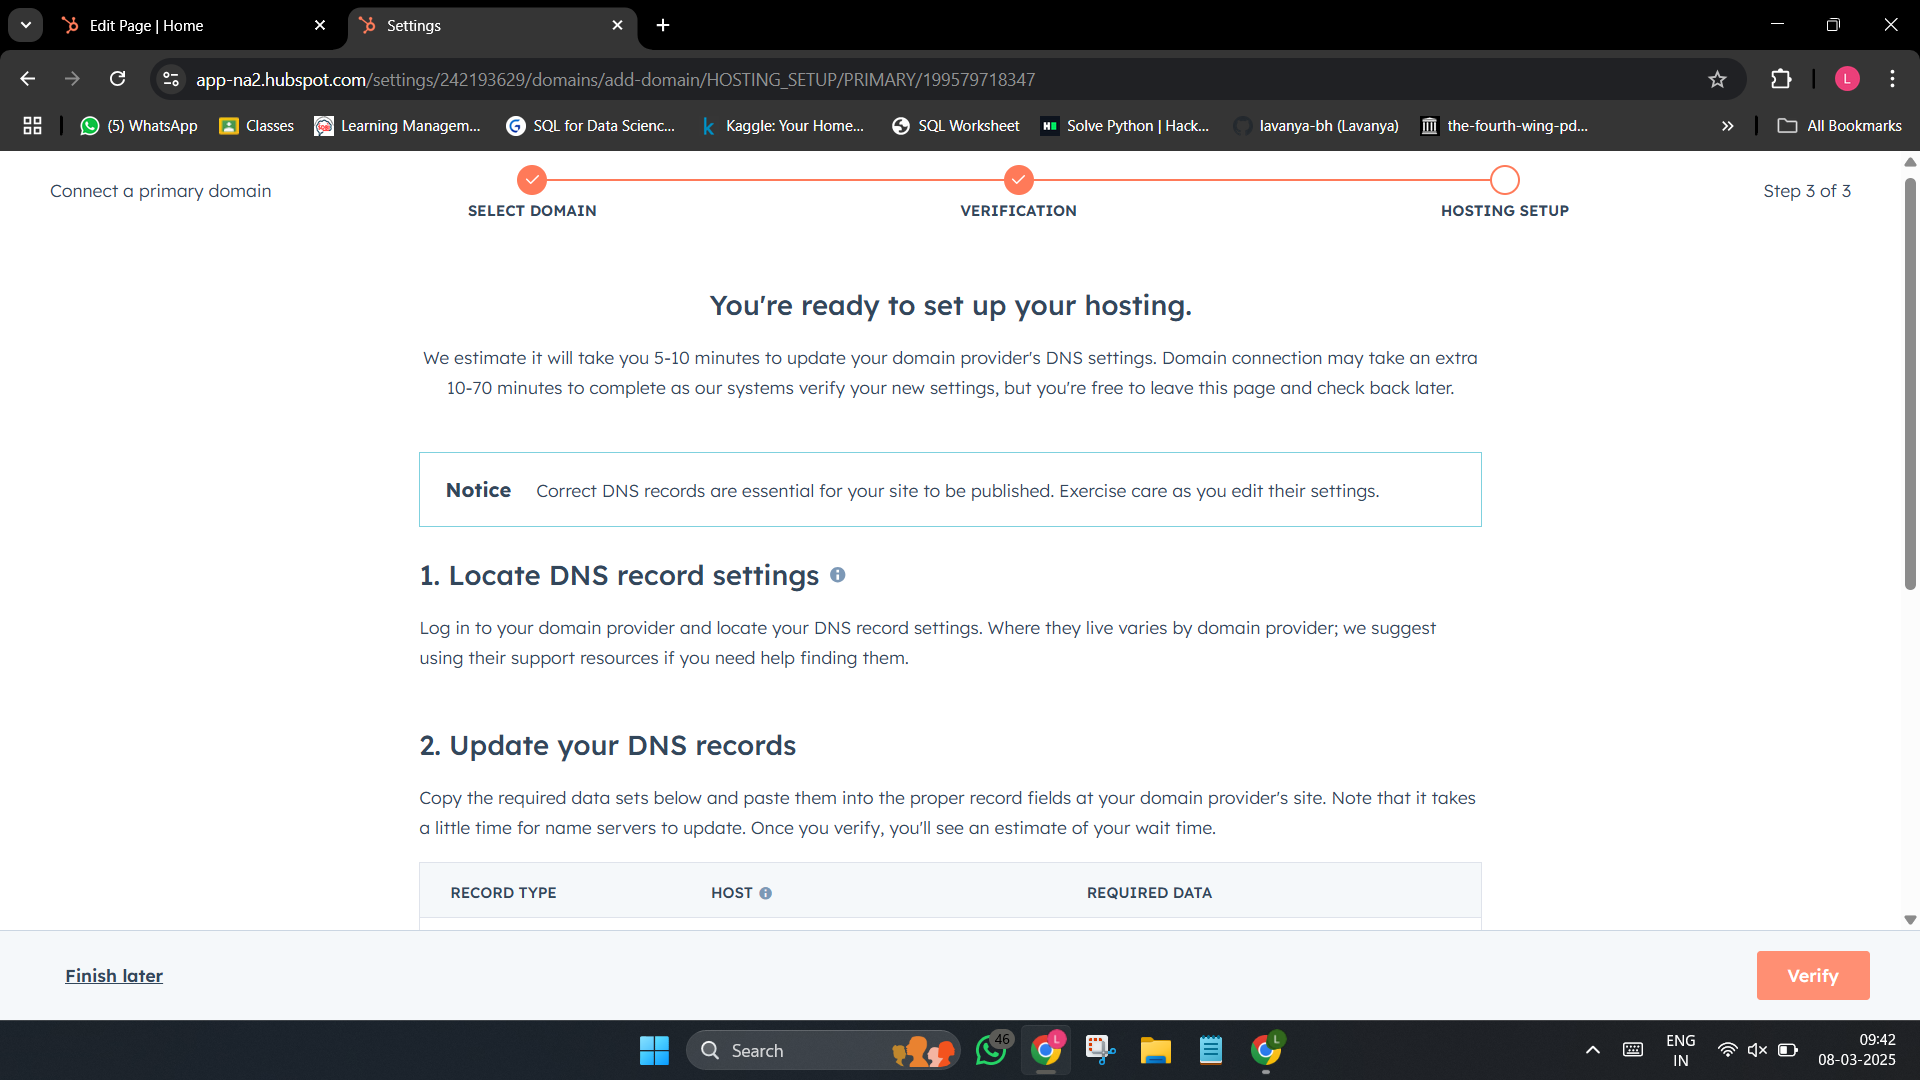 Edit Page | Home
Settings
app-na2.hubspot.com/settings/242193629/domains/add-domain/HOSTING_SETUP/PRIMARY/199579718347
L
(5) WhatsApp
Classes
Learning Managem...
SQL for Data Scienc...
Kaggle: Your Home...
SQL Worksheet
Solve Python | Hack...
lavanya-bh (Lavanya)
the-fourth-wing-pd...
All Bookmarks
Connect a primary domain
SELECT DOMAIN
VERIFICATION
HOSTING SETUP
Step 3 of 3
You're ready to set up your hosting.
We estimate it will take you 5-10 minutes to update your domain provider's DNS settings. Domain connection may take an extra
10-70 minutes to complete as our systems verify your new settings, but you're free to leave this page and check back later.
Notice Correct DNS records are essential for your site to be published. Exercise care as you edit their settings.
1. Locate DNS record settings
Log in to your domain provider and locate your DNS record settings. Where they live varies by domain provider; we suggest
using their support resources if you need help finding them.
2. Update your DNS records
Copy the required data sets below and paste them into the proper record fields at your domain provider's site. Note that it takes
a little time for name servers to update. Once you verify, you'll see an estimate of your wait time.
RECORD TYPE
HOST
REQUIRED DATA
Finish later
Verify
Search
46
L
L
ENG
IN
09:42
08-03-2025